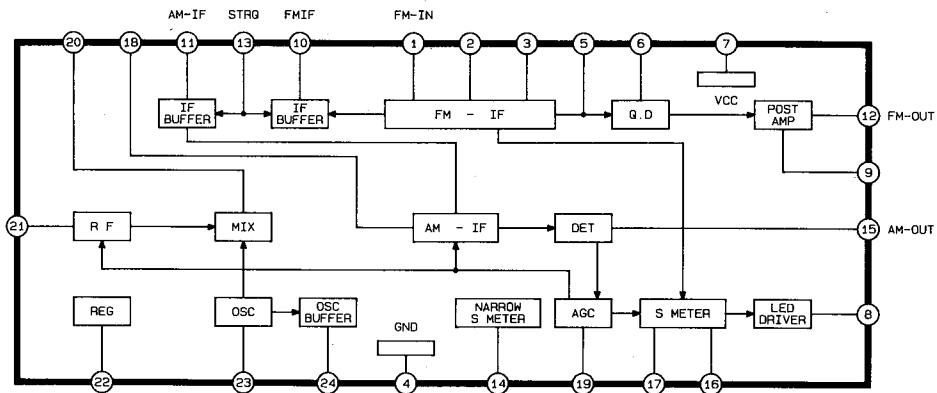 AM-IF STRQ FMIF FM-IN
20 18 11 13 10 1 2 3 5 6 7
IF BUFFER
IF BUFFER
FM - IF
Q.D
VCC
POST AMP
12 FM-OUT
9
21
R F
MIX
AM - IF
DET
15 AM-OUT
REG
OSC
OSC BUFFER
GND
NARROW S METER
AGC
S METER
LED DRIVER
8
22 23 24 4 14 19 17 16